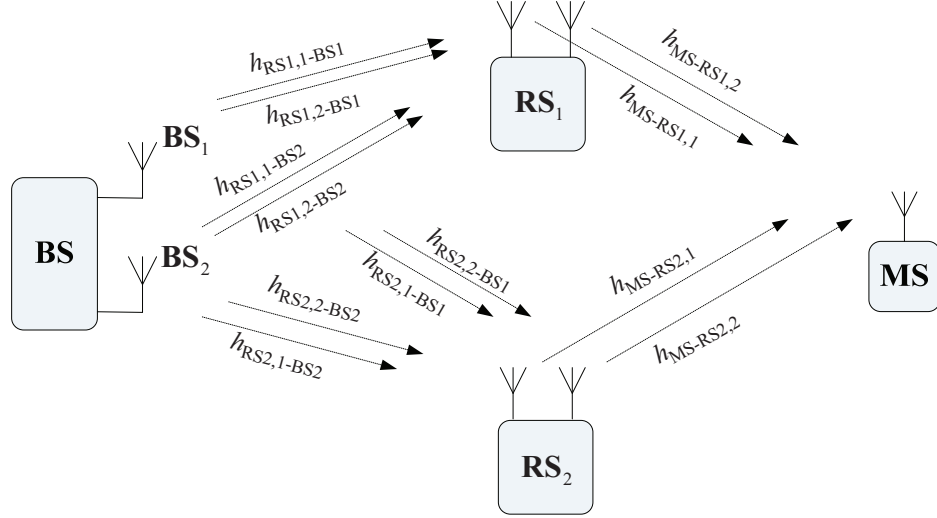 h_RS1,1-BS1
h_RS1,2-BS1
RS_1
h_MS-RS1,2
h_MS-RS1,1
BS_1
h_RS1,1-BS2
h_RS1,2-BS2
BS
BS_2
h_RS2,2-BS1
h_RS2,1-BS1
h_MS-RS2,1
MS
h_RS2,2-BS2
h_RS2,1-BS2
h_MS-RS2,2
RS_2